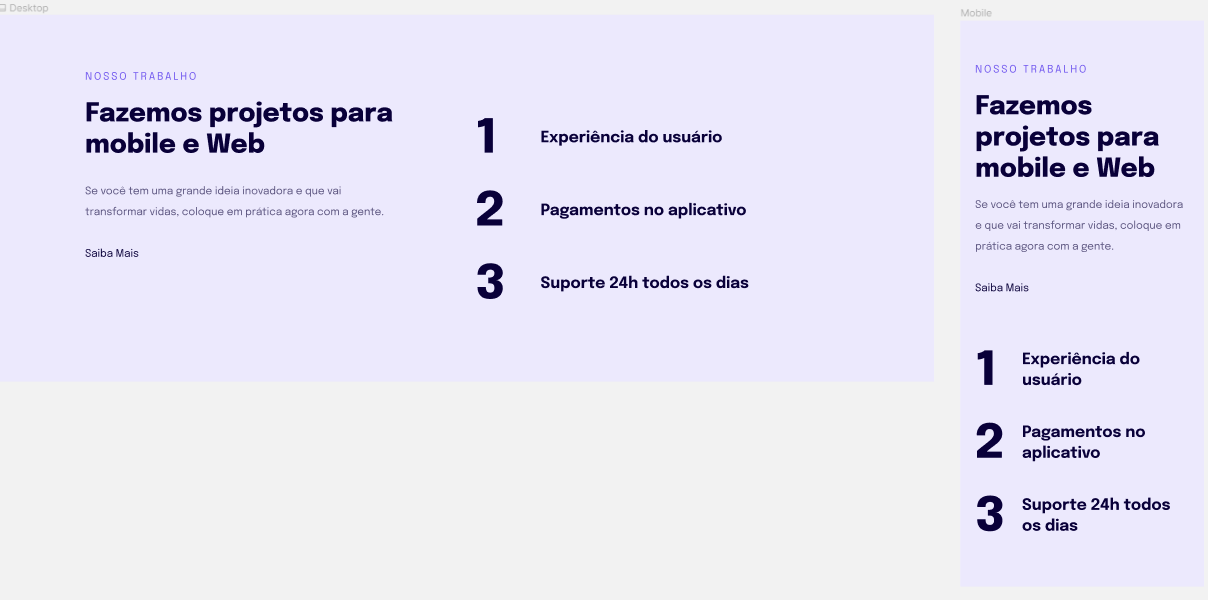 Desktop
NOSSO TRABALHO
Fazemos projetos para
mobile e Web
Se você tem uma grande ideia inovadora e que vai
transformar vidas, coloque em prática agora com a gente.
Saiba Mais
1 Experiência do usuário
2 Pagamentos no aplicativo
3 Suporte 24h todos os dias
Mobile
NOSSO TRABALHO
Fazemos
projetos para
mobile e Web
Se você tem uma grande ideia inovadora
e que vai transformar vidas, coloque em
prática agora com a gente.
Saiba Mais
1 Experiência do
usuário
2 Pagamentos no
aplicativo
3 Suporte 24h todos
os dias